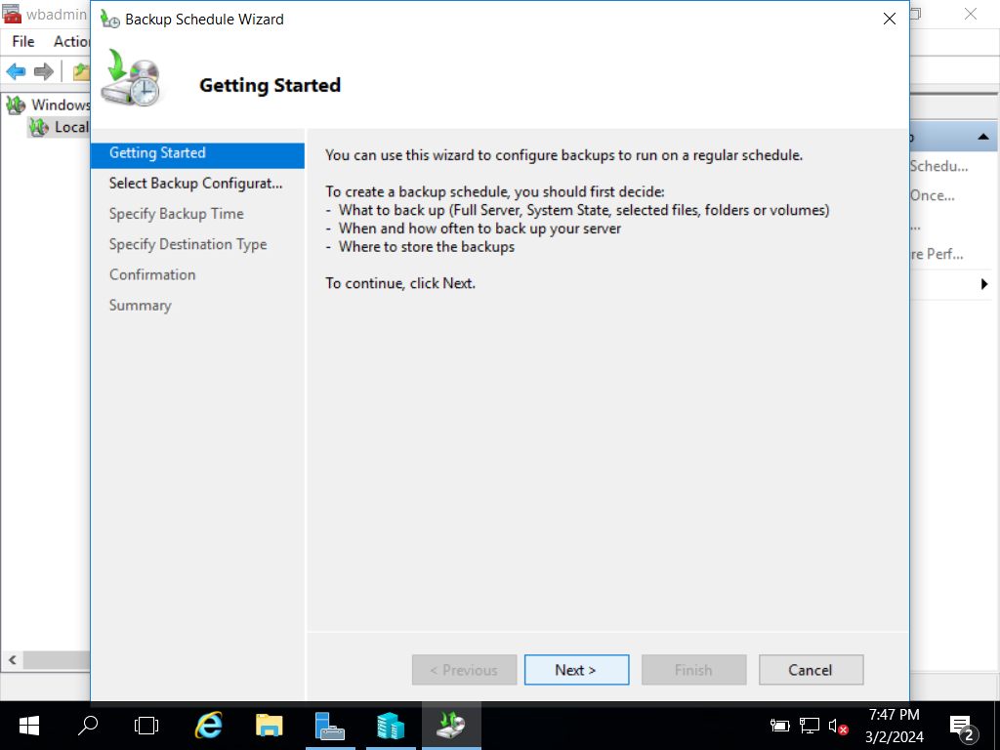 wbadmin
Backup Schedule Wizard
File
Action
Getting Started
Windows
Local
Getting Started
Select Backup Configurat...
Specify Backup Time
Specify Destination Type
Confirmation
Summary
You can use this wizard to configure backups to run on a regular schedule.
To create a backup schedule, you should first decide:
- What to back up (Full Server, System State, selected files, folders or volumes)
- When and how often to back up your server
- Where to store the backups
To continue, click Next.
Schedu...
Once...
...
re Perf...
< Previous
Next >
Finish
Cancel
7:47 PM
3/2/2024
2